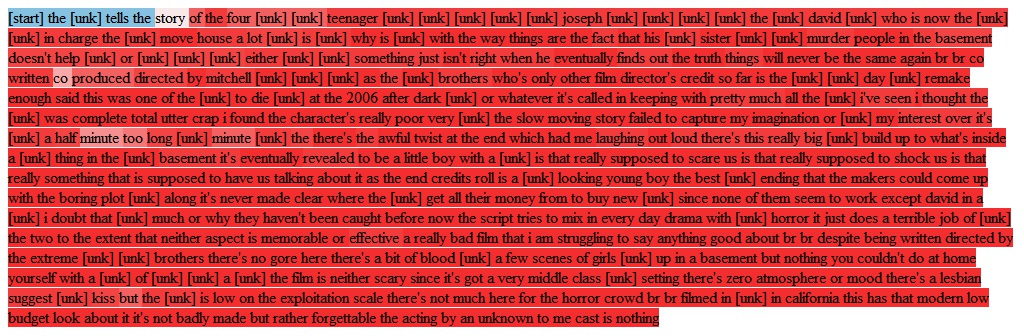 [start] the [unk] tells the story of the four [unk] [unk] teenager [unk] [unk] [unk] [unk] [unk] joseph [unk] [unk] [unk] [unk] [unk] the [unk] david [unk] who is now the [unk]
[unk] in charge the [unk] move house a lot [unk] is [unk] why is [unk] with the way things are the fact that his [unk] sister [unk] [unk] murder people in the basement
doesn't help [unk] or [unk] [unk] [unk] either [unk] [unk] something just isn't right when he eventually finds out the truth things will never be the same again br br co
written co produced directed by mitchell [unk] [unk] [unk] as the [unk] brothers who's only other film director's credit so far is the [unk] [unk] day [unk] remake
enough said this was one of the [unk] to die [unk] at the 2006 after dark [unk] or whatever it's called in keeping with pretty much all the [unk] i've seen i thought the
[unk] was complete total utter crap i found the character's really poor very [unk] the slow moving story failed to capture my imagination or [unk] my interest over it's
[unk] a half minute too long [unk] minute [unk] the there's the awful twist at the end which had me laughing out loud there's this really big [unk] build up to what's inside
a [unk] thing in the [unk] basement it's eventually revealed to be a little boy with a [unk] is that really supposed to scare us is that really supposed to shock us is that
really something that is supposed to have us talking about it as the end credits roll is a [unk] looking young boy the best [unk] ending that the makers could come up
with the boring plot [unk] along it's never made clear where the [unk] get all their money from to buy new [unk] since none of them seem to work except david in a
[unk] i doubt that [unk] much or why they haven't been caught before now the script tries to mix in every day drama with [unk] horror it just does a terrible job of [unk]
the two to the extent that neither aspect is memorable or effective a really bad film that i am struggling to say anything good about br br despite being written directed by
the extreme [unk] [unk] brothers there's no gore here there's a bit of blood [unk] a few scenes of girls [unk] up in a basement but nothing you couldn't do at home
yourself with a [unk] of [unk] [unk] a [unk] the film is neither scary since it's got a very middle class [unk] setting there's zero atmosphere or mood there's a lesbian
suggest [unk] kiss but the [unk] is low on the exploitation scale there's not much here for the horror crowd br br filmed in [unk] in california this has that modern low
budget look about it it's not badly made but rather forgettable the acting by an unknown to me cast is nothing